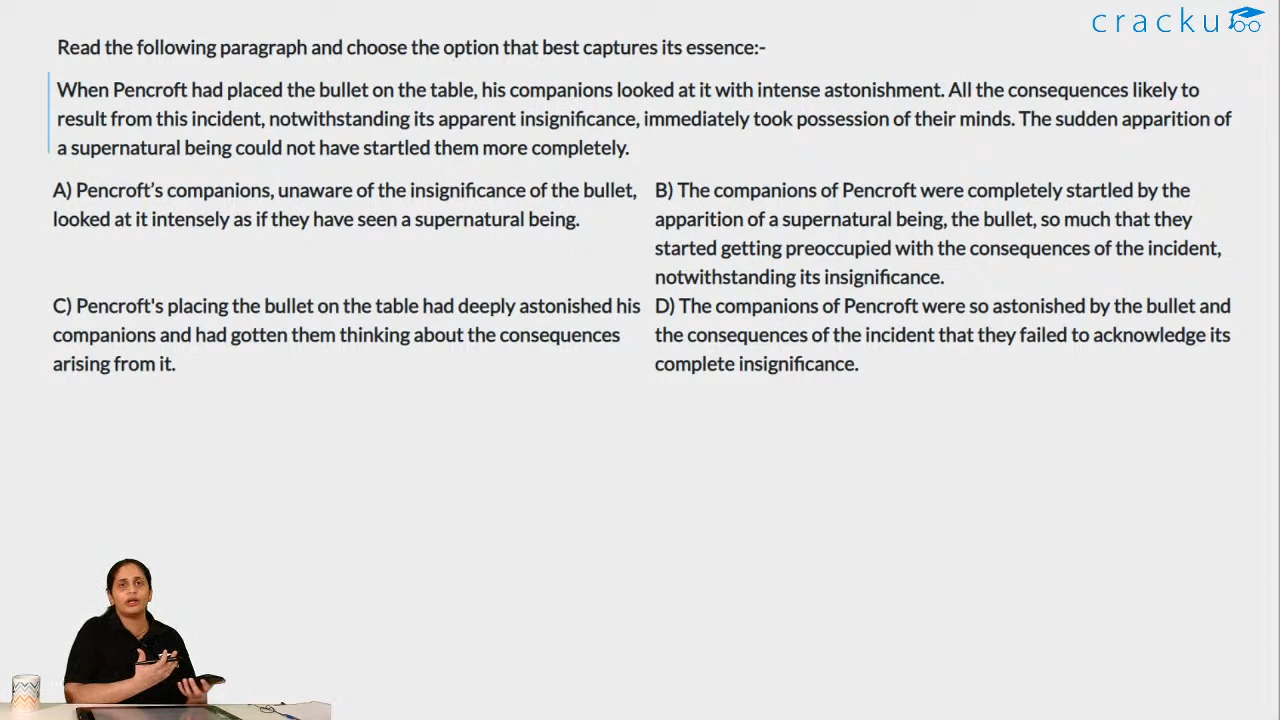 cracku
Read the following paragraph and choose the option that best captures its essence:-
When Pencroft had placed the bullet on the table, his companions looked at it with intense astonishment. All the consequences likely to
result from this incident, notwithstanding its apparent insignificance, immediately took possession of their minds. The sudden apparition of
a supernatural being could not have startled them more completely.
A) Pencroft’s companions, unaware of the insignificance of the bullet,
looked at it intensely as if they have seen a supernatural being.
B) The companions of Pencroft were completely startled by the
apparition of a supernatural being, the bullet, so much that they
started getting preoccupied with the consequences of the incident,
notwithstanding its insignificance.
C) Pencroft's placing the bullet on the table had deeply astonished his
companions and had gotten them thinking about the consequences
arising from it.
D) The companions of Pencroft were so astonished by the bullet and
the consequences of the incident that they failed to acknowledge its
complete insignificance.